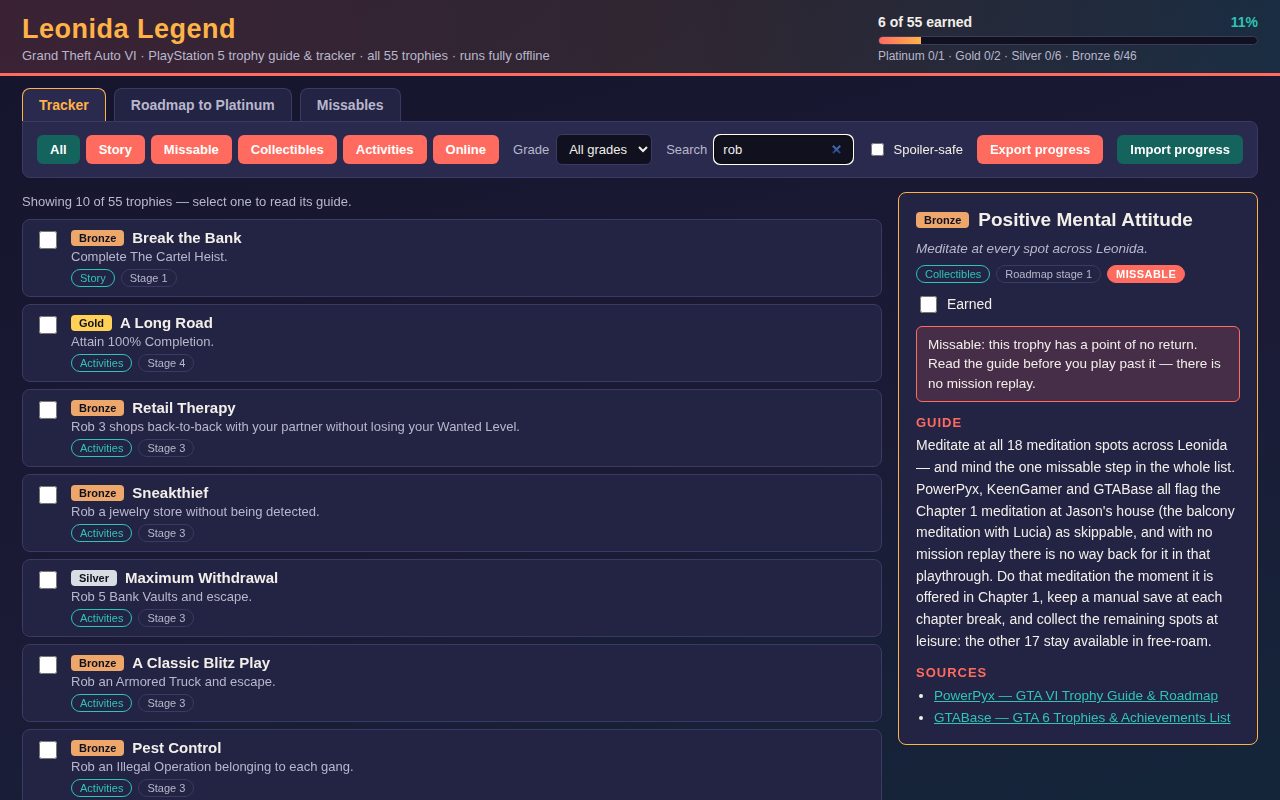 Leonida Legend
Grand Theft Auto VI · PlayStation 5 trophy guide & tracker · all 55 trophies · runs fully offline
6 of 55 earned
11%
Platinum 0/1 · Gold 0/2 · Silver 0/6 · Bronze 6/46
Tracker
Roadmap to Platinum
Missables
All
Story
Missable
Collectibles
Activities
Online
Grade
All grades
Search
rob
Spoiler-safe
Export progress
Import progress
Showing 10 of 55 trophies — select one to read its guide.
Bronze Break the Bank
Complete The Cartel Heist.
Story Stage 1
Gold A Long Road
Attain 100% Completion.
Activities Stage 4
Bronze Retail Therapy
Rob 3 shops back-to-back with your partner without losing your Wanted Level.
Activities Stage 3
Bronze Sneakthief
Rob a jewelry store without being detected.
Activities Stage 3
Silver Maximum Withdrawal
Rob 5 Bank Vaults and escape.
Activities Stage 3
Bronze A Classic Blitz Play
Rob an Armored Truck and escape.
Activities Stage 3
Bronze Pest Control
Rob an Illegal Operation belonging to each gang.
Activities Stage 3
Bronze Positive Mental Attitude
Meditate at every spot across Leonida.
Collectibles Roadmap stage 1 MISSABLE
Earned
Missable: this trophy has a point of no return.
Read the guide before you play past it — there is
no mission replay.
GUIDE
Meditate at all 18 meditation spots across Leonida
— and mind the one missable step in the whole list.
PowerPyx, KeenGamer and GTABase all flag the
Chapter 1 meditation at Jason's house (the balcony
meditation with Lucia) as skippable, and with no
mission replay there is no way back for it in that
playthrough. Do that meditation the moment it is
offered in Chapter 1, keep a manual save at each
chapter break, and collect the remaining spots at
leisure: the other 17 stay available in free-roam.
SOURCES
• PowerPyx — GTA VI Trophy Guide & Roadmap
• GTABase — GTA 6 Trophies & Achievements List